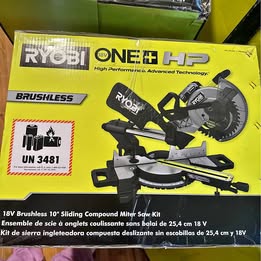 RYOBI 18V ONE+ HP
High Performance. Advanced Technology.
BRUSHLESS
RYOBI
UN 3481
18V Brushless 10" Sliding Compound Miter Saw Kit
Ensemble de scie à onglets coulissante sans balai de 25,4 cm 18 V
Kit de sierra ingleteadora compuesta deslizante sin escobillas de 25,4 cm y 18V